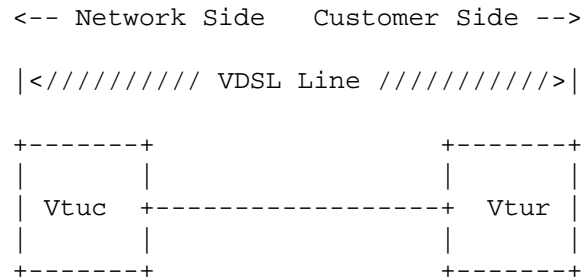 <-- Network Side   Customer Side -->
|<////////// VDSL Line ///////////>|
+-------+                  +-------+
|       |                  |       |
| Vtuc  +------------------+  Vtur |
|       |                  |       |
+-------+                  +-------+